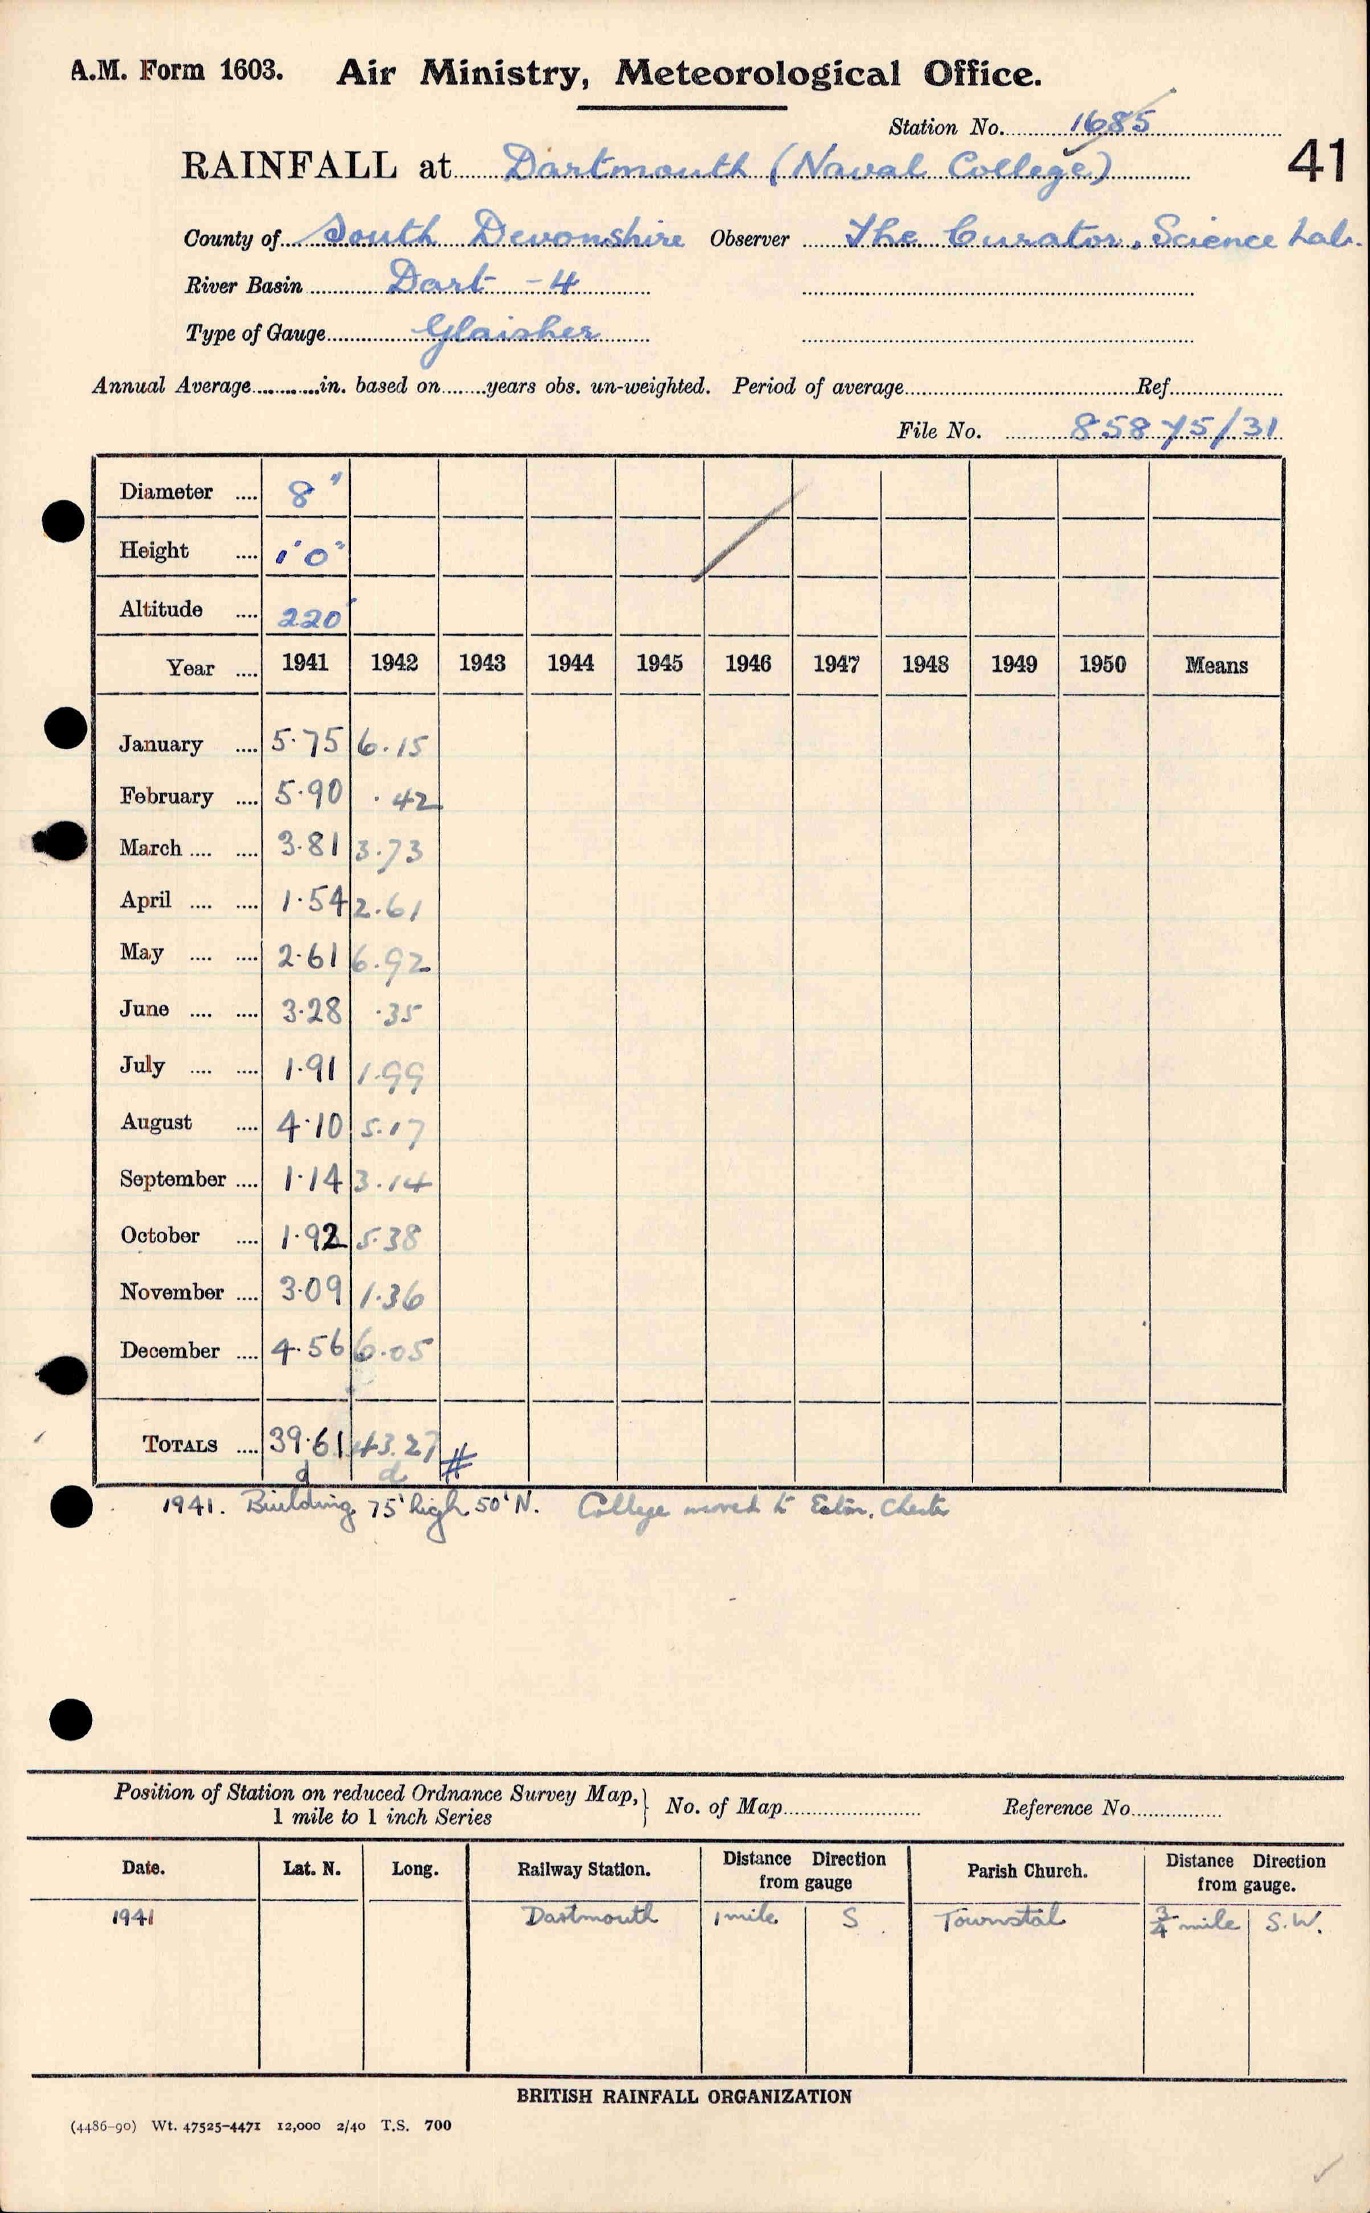 A.M. Form 1603. Air Ministry, Meteorological Office.
Station No. 1685
RAINFALL at Dartmouth (Naval College) 41
County of South Devonshire Observer The Curator, Science Lab.
River Basin Dart - 4
Type of Gauge Glaisher
Annual Average in. based on years obs. un-weighted. Period of average Ref.
File No. 85875/31
Diameter .... 8"
Height .... 1'0"
Altitude .... 220'
Year .... 1941 1942 1943 1944 1945 1946 1947 1948 1949 1950 Means
January .... 5.75 6.15
February .... 5.90 .42
March .... .... 3.81 3.73
April .... .... 1.54 2.61
May .... .... 2.61 6.92
June .... .... 3.28 .35
July .... .... 1.91 1.99
August .... 4.10 5.17
September .... 1.14 3.14
October .... 1.92 5.38
November .... 3.09 1.36
December .... 4.56 6.05
TOTALS .... 39.61 43.27 #
d d
1941. Building 75' high 50' N. College moved to Eaton, Chester
Position of Station on reduced Ordnance Survey Map, } No. of Map Reference No.
1 mile to 1 inch Series
Date. Lat. N. Long. Railway Station. Distance Direction from gauge Parish Church. Distance Direction from gauge.
1941 Dartmouth 1 mile S Townstal 3/4 mile S.W.
BRITISH RAINFALL ORGANIZATION
(4486-90) Wt. 47525-4471 12,000 2/40 T.S. 700